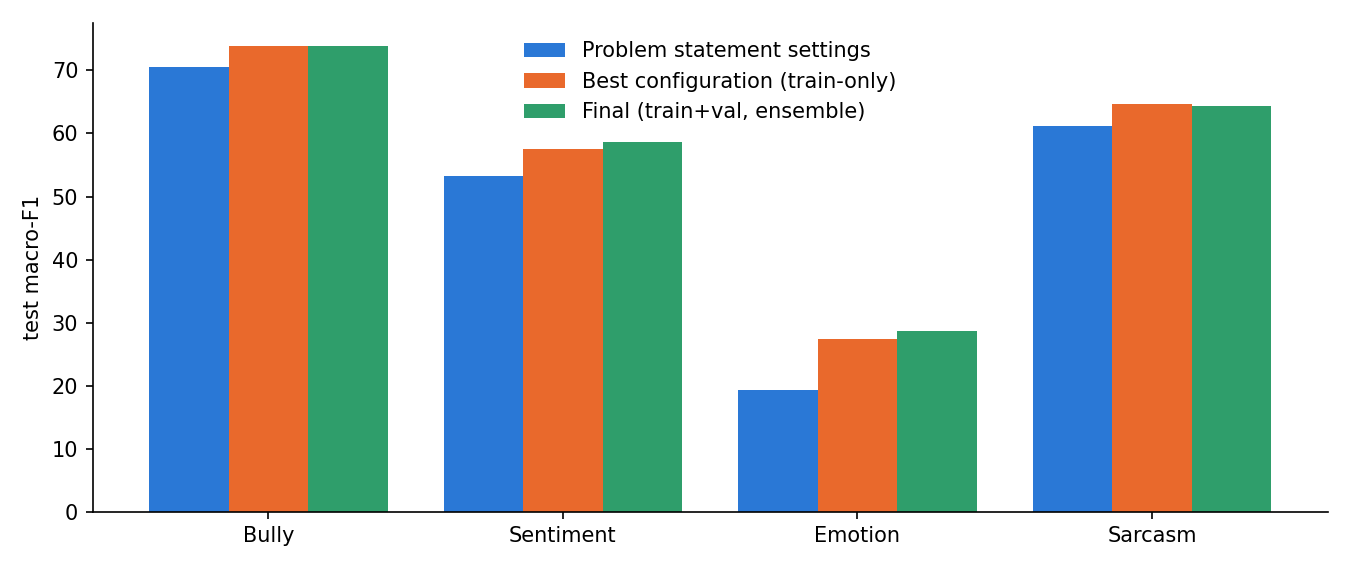 Problem statement settings
Best configuration (train-only)
Final (train+val, ensemble)
test macro-F1
70
60
50
40
30
20
10
0
Bully Sentiment Emotion Sarcasm